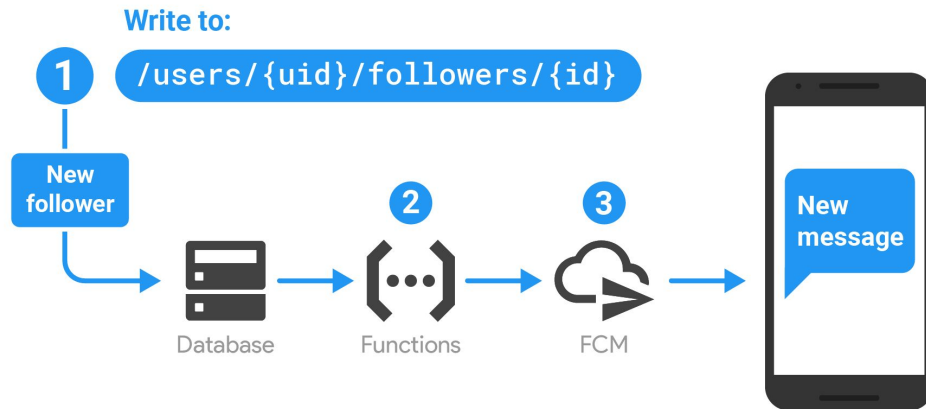 Write to:
1
/users/{uid}/followers/{id}
New
follower
2
3
New
message
Database
Functions
FCM